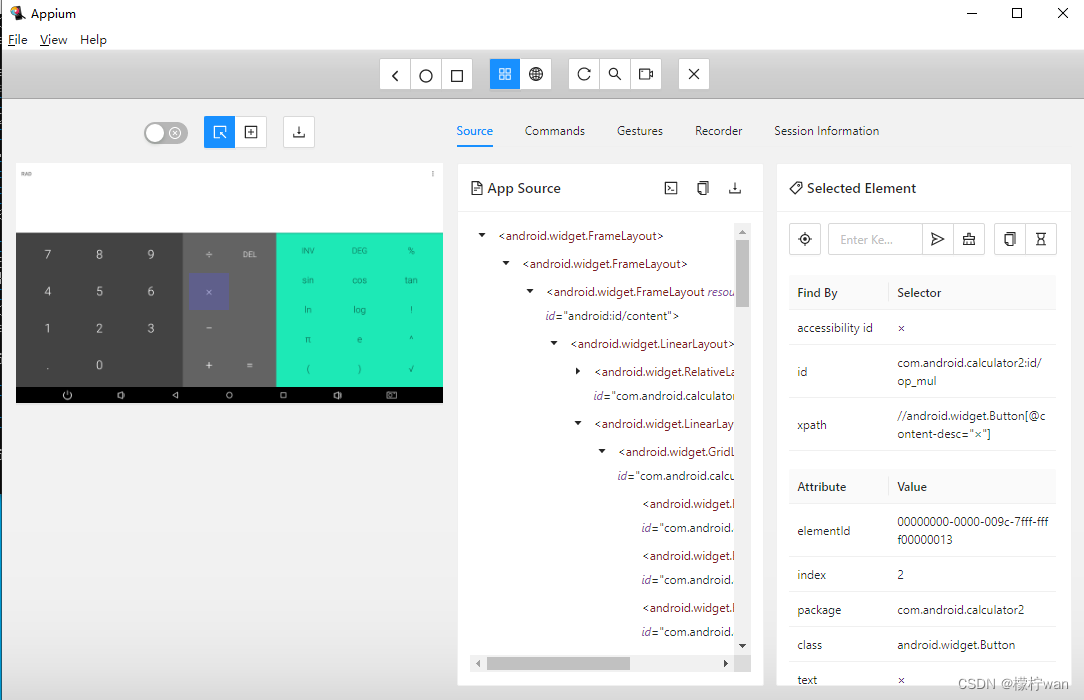 Appium
File View Help
Source Commands Gestures Recorder Session Information
RAD
7 8 9 ÷ DEL INV DEG %
4 5 6 × sin cos tan
1 2 3 − ln log !
. 0 + = π e ^
( ) √
App Source
<android.widget.FrameLayout>
<android.widget.FrameLayout>
<android.widget.FrameLayout resou
id="android:id/content">
<android.widget.LinearLayout>
<android.widget.RelativeLa
id="com.android.calculator
<android.widget.LinearLay
<android.widget.GridL
id="com.android.calcu
<android.widget.
id="com.android.
<android.widget.
id="com.android.
<android.widget.
id="com.android.
Selected Element
Enter Ke...
Find By Selector
accessibility id ×
id com.android.calculator2:id/
op_mul
xpath //android.widget.Button[@c
ontent-desc="×"]
Attribute Value
elementId 00000000-0000-009c-7fff-fff
f00000013
index 2
package com.android.calculator2
class android.widget.Button
text ×
CSDN @檬柠wan